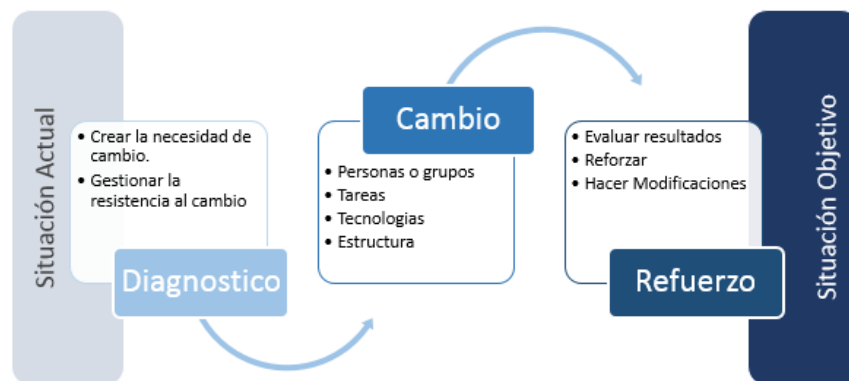 Situación Actual
• Crear la necesidad de
cambio.
• Gestionar la
resistencia al cambio
Diagnostico
Cambio
• Personas o grupos
• Tareas
• Tecnologias
• Estructura
• Evaluar resultados
• Reforzar
• Hacer Modificaciones
Refuerzo
Situación Objetivo